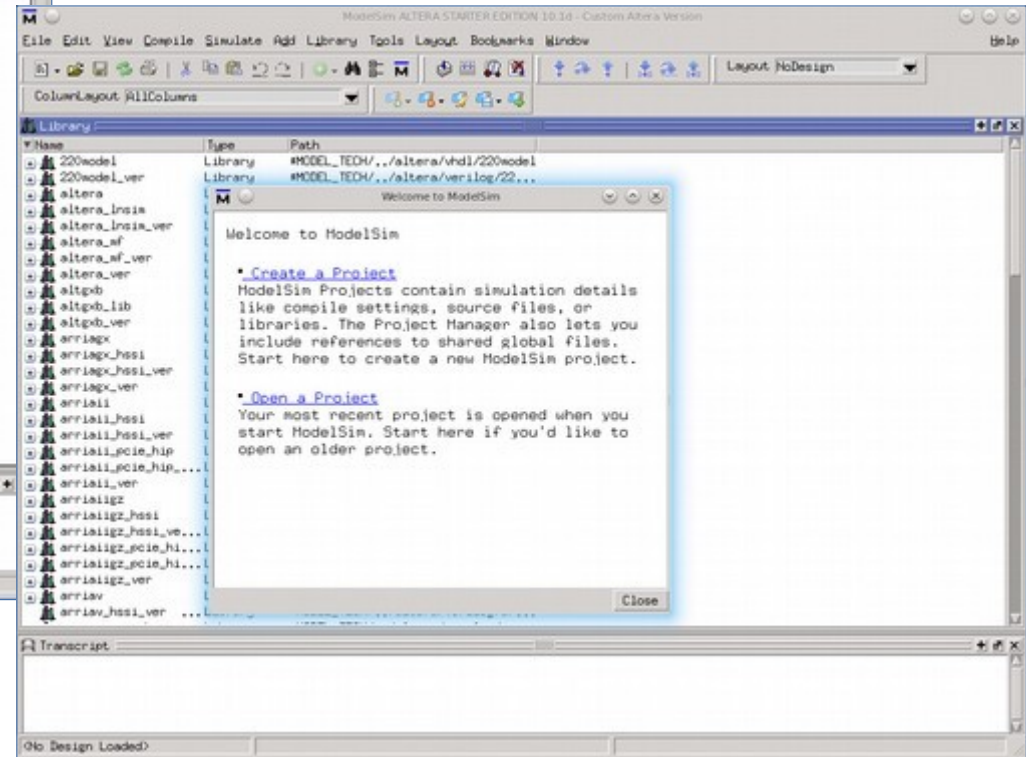 ModelSim ALTERA STARTER EDITION 10.1d - Custom Altera Version
File Edit View Compile Simulate Add Library Tools Layout Bookmarks Window Help
Layout NoDesign
ColumnLayout AllColumns
Library
Name Type Path
220model Library $MODEL_TECH/../altera/vhdl/220model
220model_ver Library $MODEL_TECH/../altera/verilog/22...
altera L
altera_lnsim L
altera_lnsim_ver L
altera_mf L
altera_mf_ver L
altera_ver L
altgxb L
altgxb_lib L
altgxb_ver L
arriagx L
arriagx_hssi L
arriagx_hssi_ver L
arriagx_ver L
arriaii L
arriaii_hssi L
arriaii_hssi_ver L
arriaii_pcie_hip L
arriaii_pcie_hip_... L
arriaii_ver L
arriaiigz L
arriaiigz_hssi L
arriaiigz_hssi_ve... L
arriaiigz_pcie_hi... L
arriaiigz_pcie_hi... L
arriaiigz_ver L
arriav L
arriav_hssi_ver ...
Welcome to ModelSim
Welcome to ModelSim
Create a Project
ModelSim Projects contain simulation details
like compile settings, source files, or
libraries. The Project Manager also lets you
include references to shared global files.
Start here to create a new ModelSim project.
Open a Project
Your most recent project is opened when you
start ModelSim. Start here if you'd like to
open an older project.
Close
Transcript
<No Design Loaded>